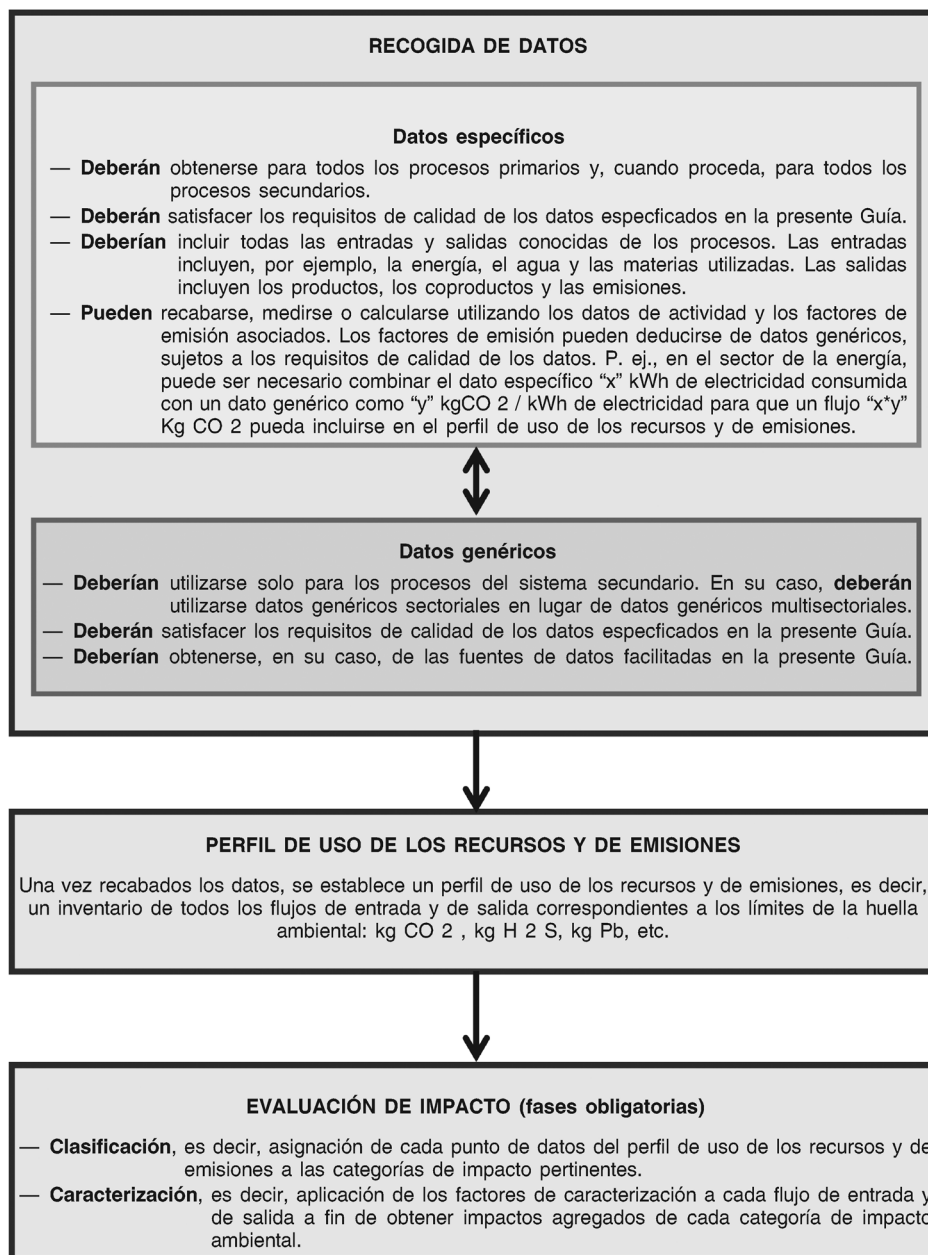 RECOGIDA DE DATOS
Datos específicos
— Deberán obtenerse para todos los procesos primarios y, cuando proceda, para todos los
procesos secundarios.
— Deberán satisfacer los requisitos de calidad de los datos especficados en la presente Guía.
— Deberían incluir todas las entradas y salidas conocidas de los procesos. Las entradas
incluyen, por ejemplo, la energía, el agua y las materias utilizadas. Las salidas
incluyen los productos, los coproductos y las emisiones.
— Pueden recabarse, medirse o calcularse utilizando los datos de actividad y los factores de
emisión asociados. Los factores de emisión pueden deducirse de datos genéricos,
sujetos a los requisitos de calidad de los datos. P. ej., en el sector de la energía,
puede ser necesario combinar el dato específico “x” kWh de electricidad consumida
con un dato genérico como “y” kgCO 2 / kWh de electricidad para que un flujo “x*y”
Kg CO 2 pueda incluirse en el perfil de uso de los recursos y de emisiones.
Datos genéricos
— Deberían utilizarse solo para los procesos del sistema secundario. En su caso, deberán
utilizarse datos genéricos sectoriales en lugar de datos genéricos multisectoriales.
— Deberán satisfacer los requisitos de calidad de los datos especficados en la presente Guía.
— Deberían obtenerse, en su caso, de las fuentes de datos facilitadas en la presente Guía.
PERFIL DE USO DE LOS RECURSOS Y DE EMISIONES
Una vez recabados los datos, se establece un perfil de uso de los recursos y de emisiones, es decir,
un inventario de todos los flujos de entrada y de salida correspondientes a los límites de la huella
ambiental: kg CO 2 , kg H 2 S, kg Pb, etc.
EVALUACIÓN DE IMPACTO (fases obligatorias)
— Clasificación, es decir, asignación de cada punto de datos del perfil de uso de los recursos y de
emisiones a las categorías de impacto pertinentes.
— Caracterización, es decir, aplicación de los factores de caracterización a cada flujo de entrada y
de salida a fin de obtener impactos agregados de cada categoría de impacto
ambiental.